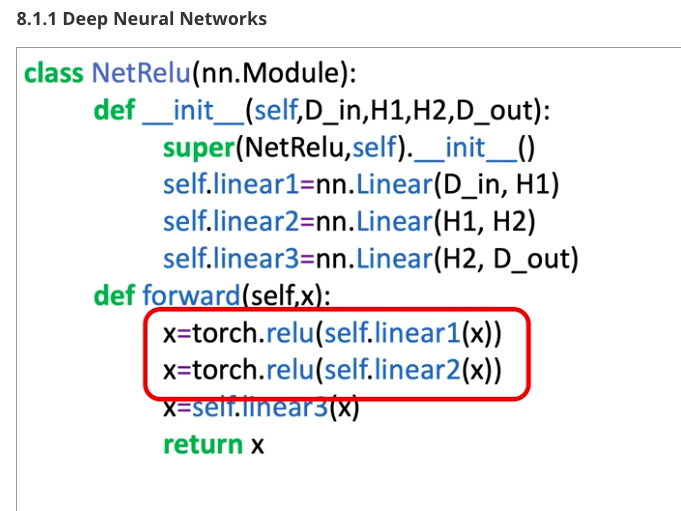 8.1.1 Deep Neural Networks
class NetRelu(nn.Module):
def __init__(self,D_in,H1,H2,D_out):
super(NetRelu,self).__init__()
self.linear1=nn.Linear(D_in, H1)
self.linear2=nn.Linear(H1, H2)
self.linear3=nn.Linear(H2, D_out)
def forward(self,x):
x=torch.relu(self.linear1(x))
x=torch.relu(self.linear2(x))
x=self.linear3(x)
return x